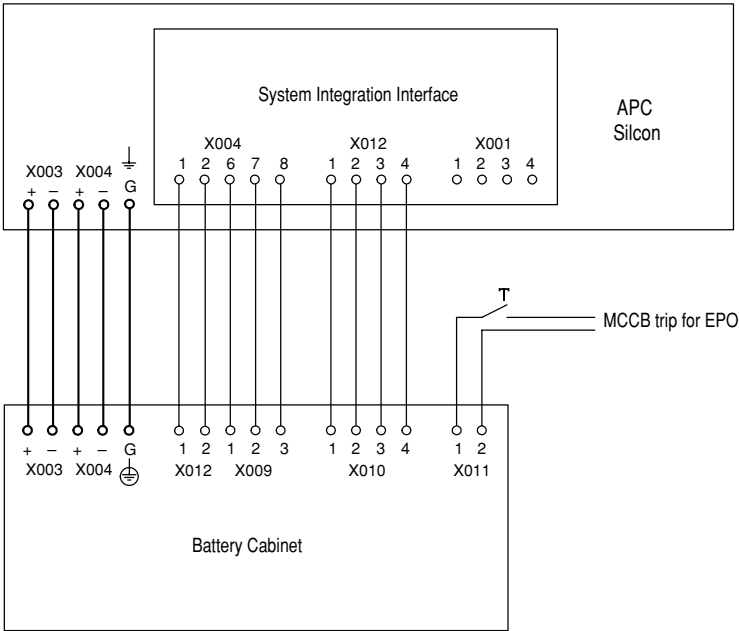 System Integration Interface
APC
Silcon
X004 X012 X001
1 2 6 7 8 1 2 3 4 1 2 3 4
X003 X004
+ – + – G
T
MCCB trip for EPO
+ – + – G 1 2 1 2 3 1 2 3 4 1 2
X003 X004 X012 X009 X010 X011
Battery Cabinet